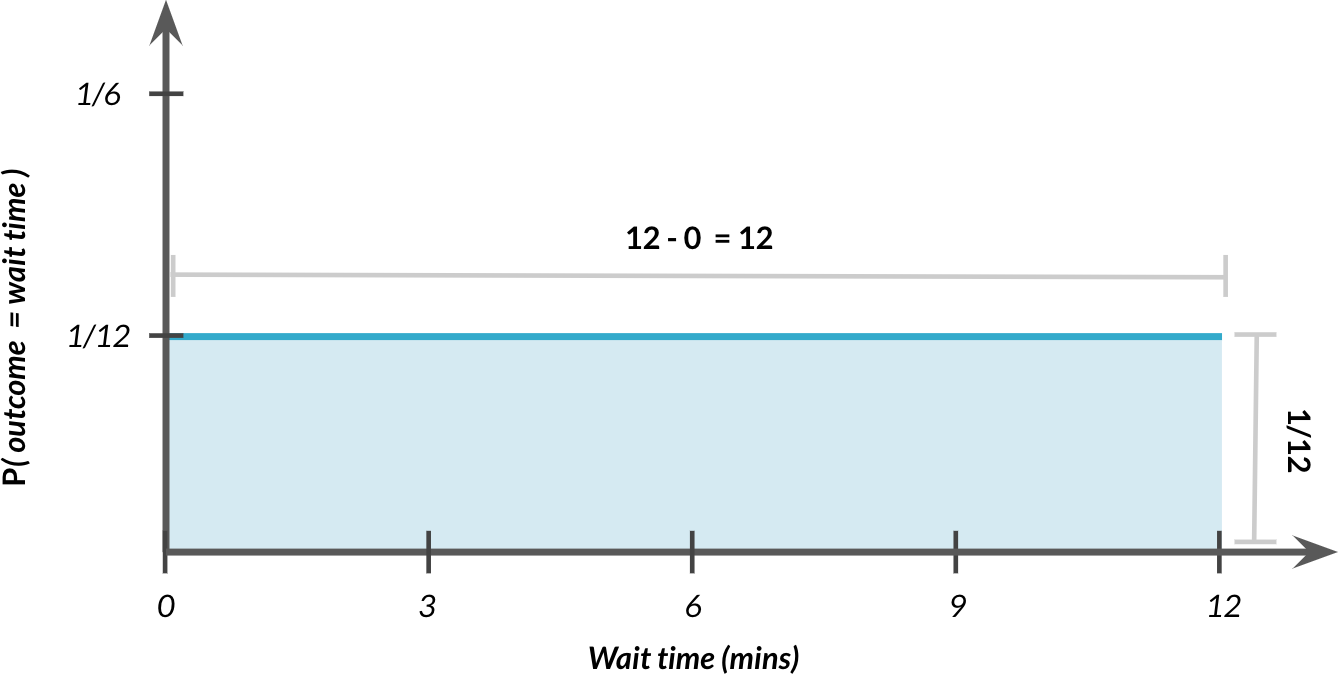 1/6
12 - 0 = 12
1/12
1/12
P( outcome = wait time )
0 3 6 9 12
Wait time (mins)